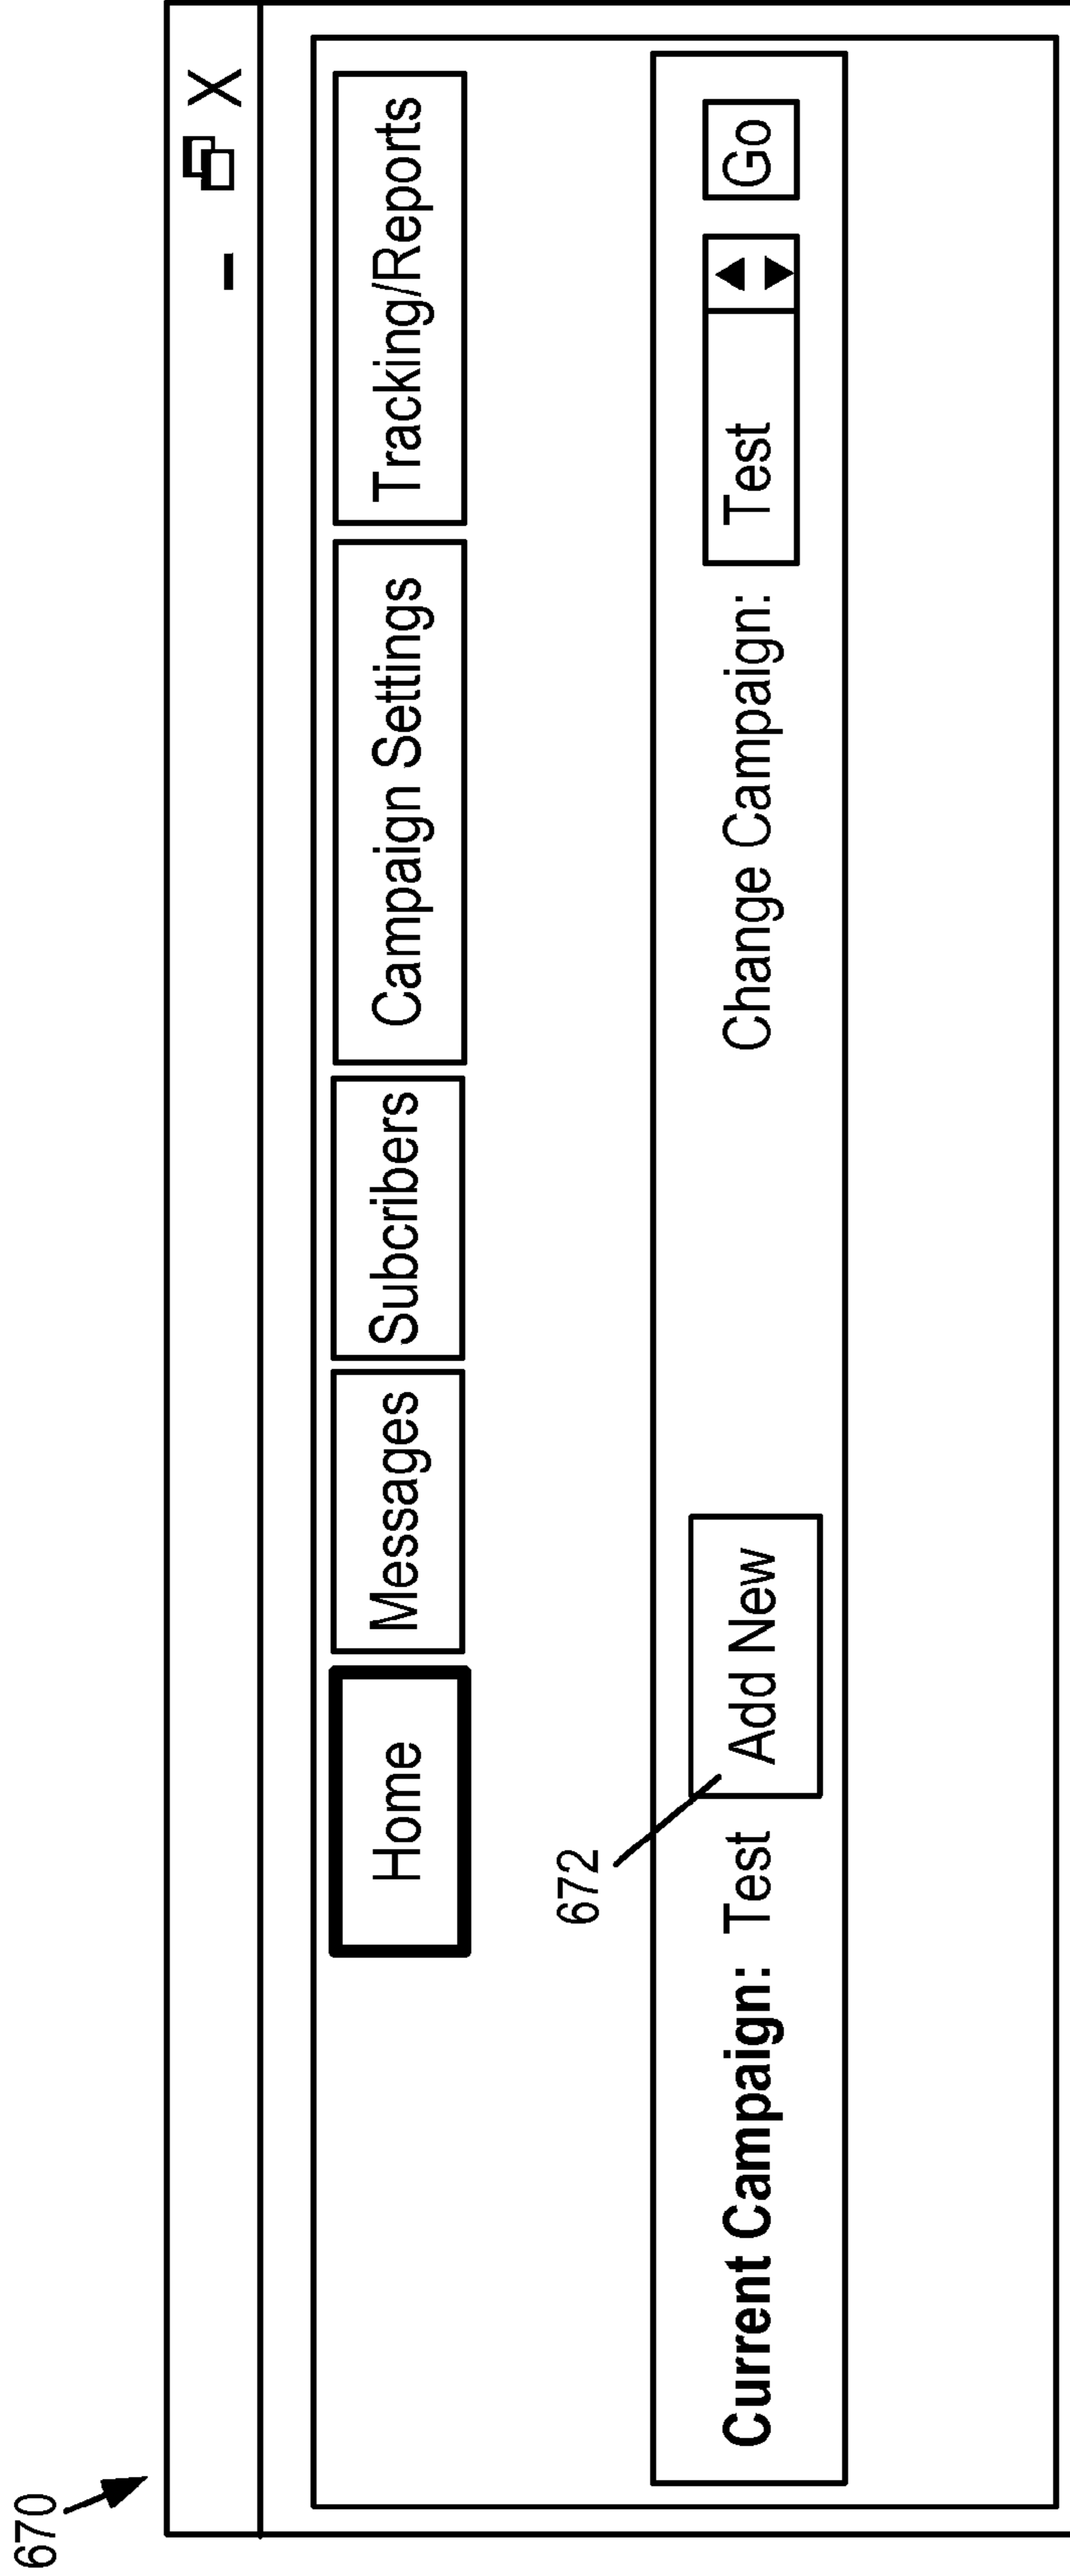 670
X
Home Messages Subcribers Campaign Settings Tracking/Reports
672
Current Campaign: Test Add New Change Campaign: Test Go